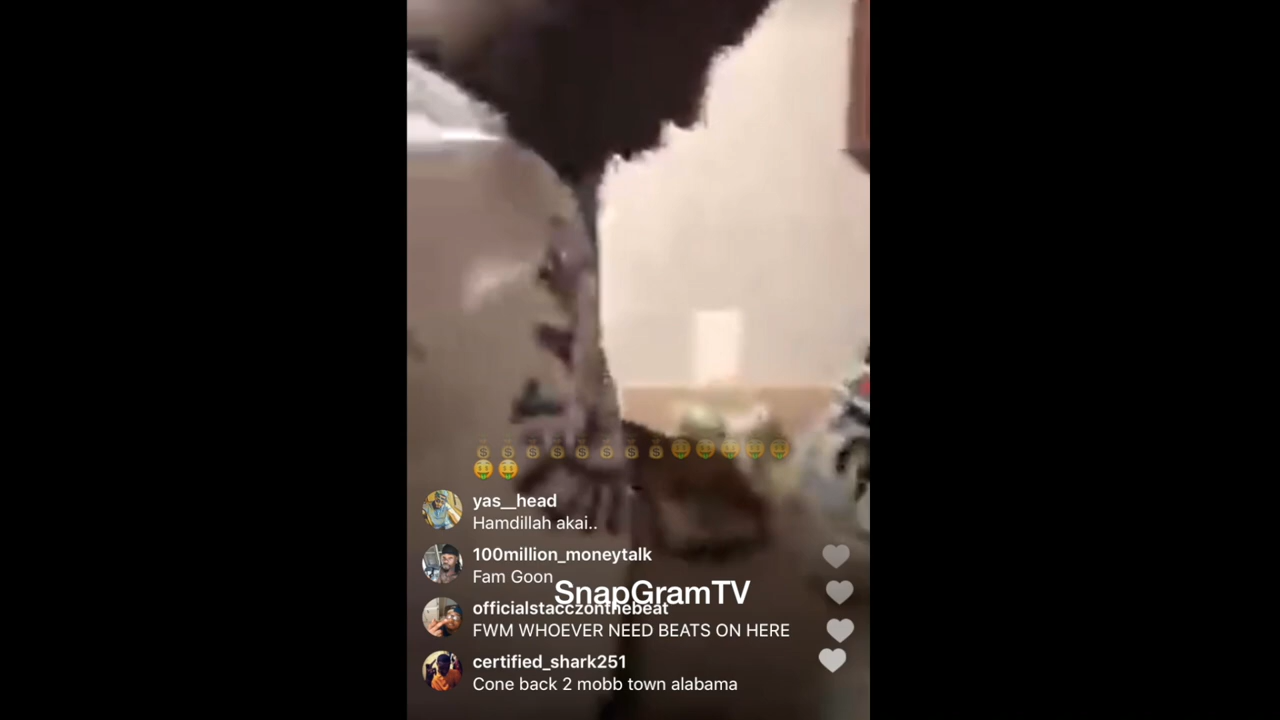 yas__head
Hamdillah akai..
100million_moneytalk
Fam Goon
SnapGramTV
officialstacczonthebeat
FWM WHOEVER NEED BEATS ON HERE
certified_shark251
Cone back 2 mobb town alabama